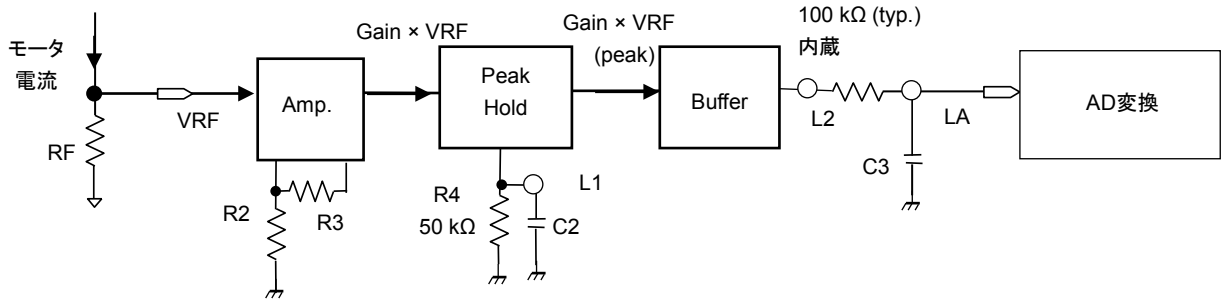 モータ
電流
VRF
RF
Amp.
R2
R3
Gain × VRF
Peak
Hold
R4
50 kΩ
L1
C2
Gain × VRF
(peak)
Buffer
100 kΩ (typ.)
内蔵
L2
C3
LA
AD変換